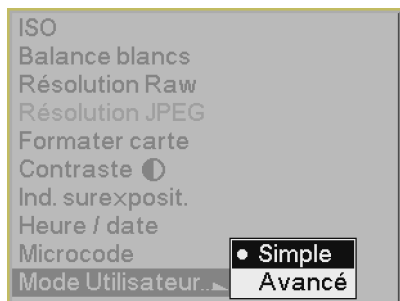 ISO
Balance blancs
Résolution Raw
Résolution JPEG
Formater carte
Contraste
Ind. surexposit.
Heure / date
Microcode
Mode Utilisateur..
Simple
Avancé